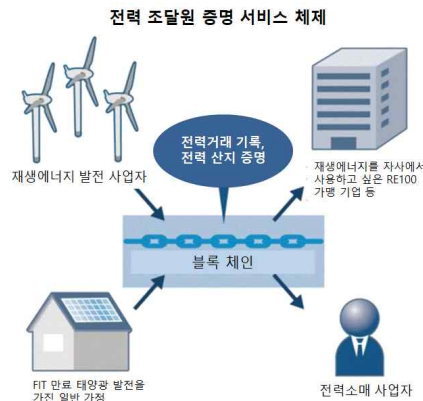 전력 조달원 증명 서비스 체제
전력거래 기록,
전력 산지 증명
재생에너지 발전 사업자
재생에너지를 자사에서
사용하고 싶은 RE100
가맹 기업 등
블록 체인
FIT 만료 태양광 발전을
가진 일반 가정
전력소매 사업자